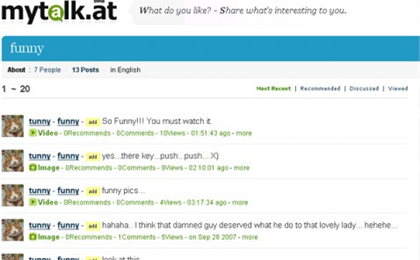 mytalk.at
What do you like? - Share what's interesting to you.
funny
About : 7 People · 13 Posts · in English
1 ~ 20
Most Recent | Recommended | Discussed | Viewed
tunny - funny - add So Funny!!! You must watch it.
Video - 0Recommends - 0Comments - 10Views - 01:51:43 ago - more
tunny - funny - add yes...there key...push..push... X)
Image - 0Recommends - 0Comments - 9Views - 02:10:01 ago - more
tunny - funny - add funny pics...
Image - 0Recommends - 0Comments - 4Views - 03:17:34 ago - more
tunny - funny - add hahaha.. I think that damned guy deserved what he do to that lovely lady... hehehe...
Image - 0Recommends - 1Comments - 5Views - on Sep 28 2007 - more
tunny - funny - add look at this